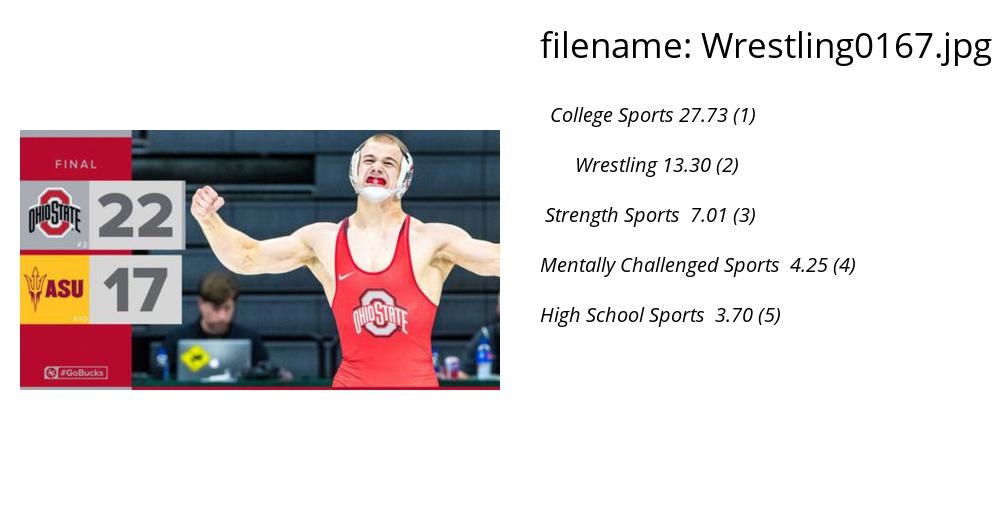 filename: Wrestling0167.jpg
College Sports 27.73 (1)
Wrestling 13.30 (2)
Strength Sports 7.01 (3)
Mentally Challenged Sports 4.25 (4)
High School Sports 3.70 (5)
FINAL
OHIO STATE
#2
22
ASU
#10
17
#GoBucks
OHIO STATE